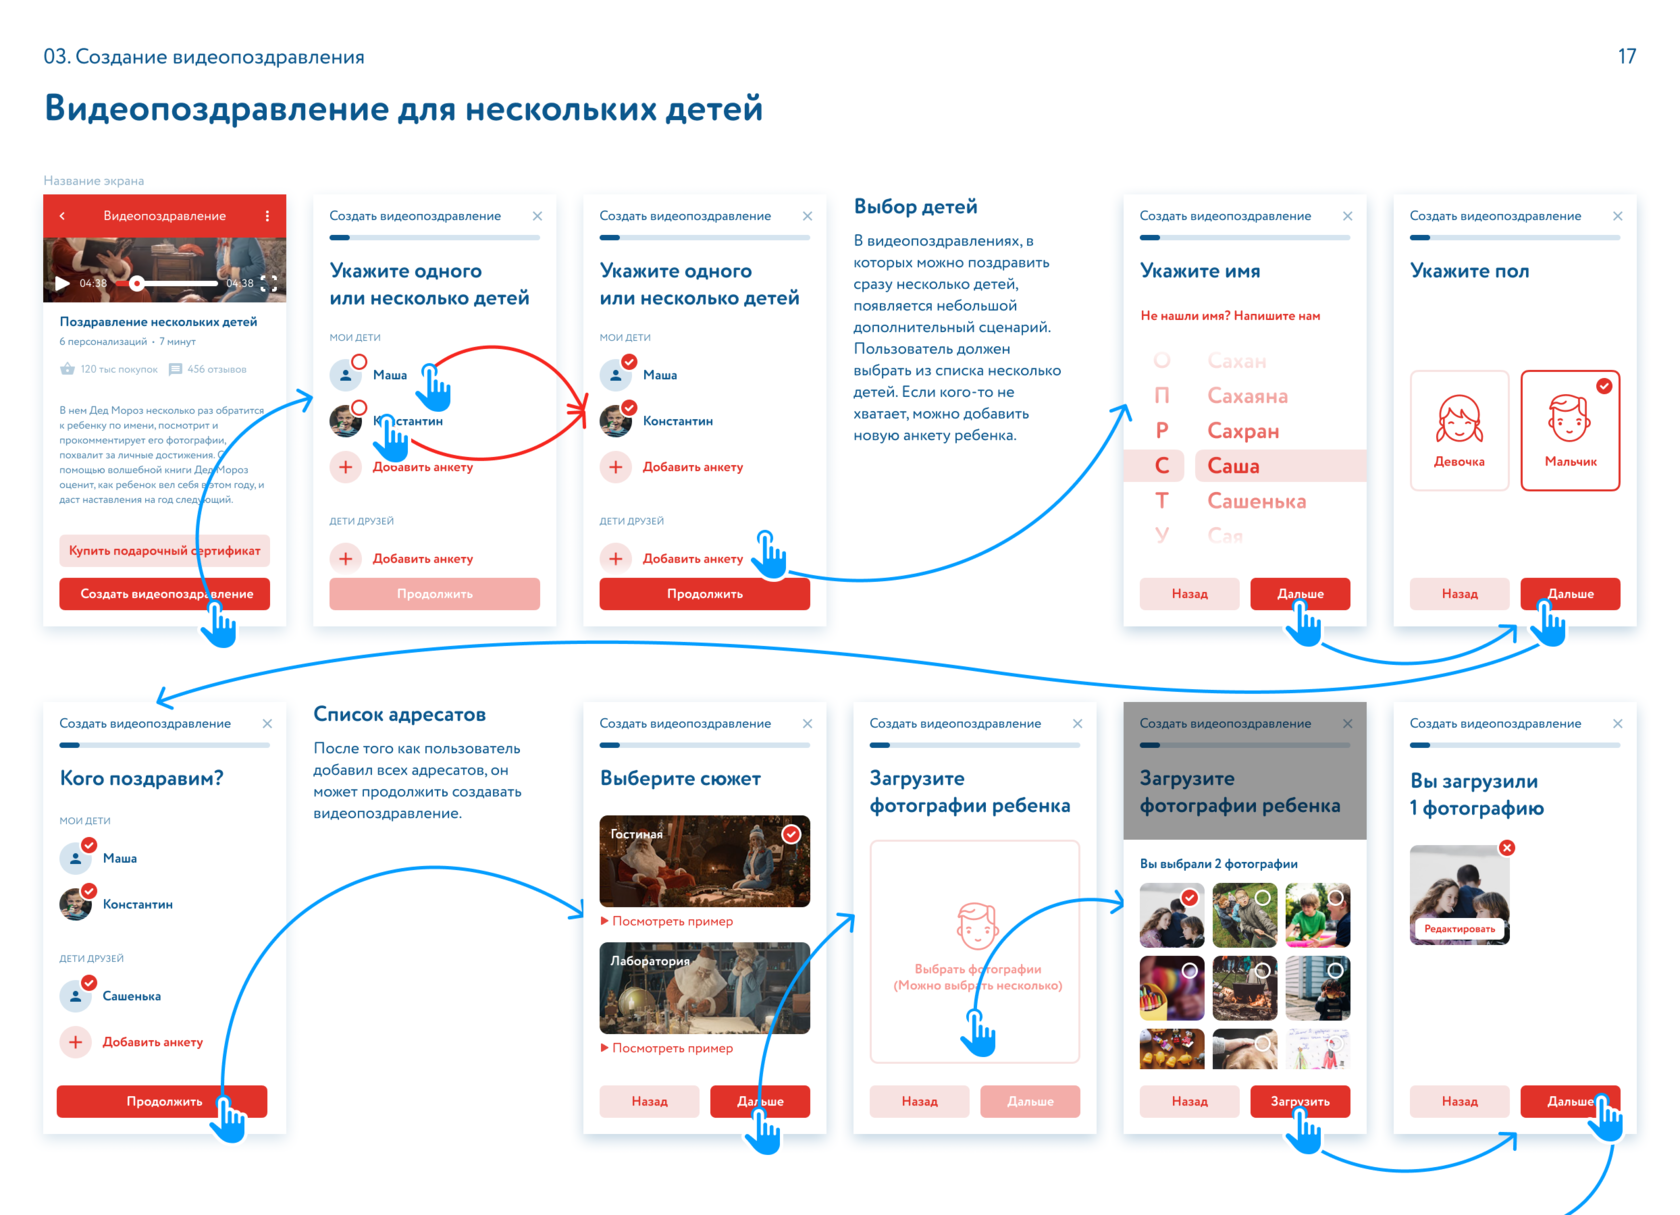 03. Создание видеопоздравления
17
Видеопоздравление для нескольких детей
Название экрана
Видеопоздравление
04:38
04:38
Поздравление нескольких детей
6 персонализаций • 7 минут
120 тыс покупок
456 отзывов
В нем Дед Мороз несколько раз обратится
к ребенку по имени, посмотрит и
прокомментирует его фотографии,
похвалит за личные достижения. С
помощью волшебной книги Дед Мороз
оценит, как ребенок вел себя в этом году, и
даст наставления на год следующий.
Купить подарочный сертификат
Создать видеопоздравление
Создать видеопоздравление
Укажите одного
или несколько детей
МОИ ДЕТИ
Маша
Константин
Добавить анкету
ДЕТИ ДРУЗЕЙ
Добавить анкету
Продолжить
Создать видеопоздравление
Укажите одного
или несколько детей
МОИ ДЕТИ
Маша
Константин
Добавить анкету
ДЕТИ ДРУЗЕЙ
Добавить анкету
Продолжить
Выбор детей
В видеопоздравлениях, в
которых можно поздравить
сразу несколько детей,
появляется небольшой
дополнительный сценарий.
Пользователь должен
выбрать из списка несколько
детей. Если кого-то не
хватает, можно добавить
новую анкету ребенка.
Создать видеопоздравление
Укажите имя
Не нашли имя? Напишите нам
О Сахан
П Сахаяна
Р Сахран
С Саша
Т Сашенька
У Сая
Назад
Дальше
Создать видеопоздравление
Укажите пол
Девочка
Мальчик
Назад
Дальше
Создать видеопоздравление
Кого поздравим?
МОИ ДЕТИ
Маша
Константин
ДЕТИ ДРУЗЕЙ
Сашенька
Добавить анкету
Продолжить
Список адресатов
После того как пользователь
добавил всех адресатов, он
может продолжить создавать
видеопоздравление.
Создать видеопоздравление
Выберите сюжет
Гостиная
Посмотреть пример
Лаборатория
Посмотреть пример
Назад
Дальше
Создать видеопоздравление
Загрузите
фотографии ребенка
Выбрать фотографии
(Можно выбрать несколько)
Назад
Дальше
Создать видеопоздравление
Загрузите
фотографии ребенка
Вы выбрали 2 фотографии
Назад
Загрузить
Создать видеопоздравление
Вы загрузили
1 фотографию
Редактировать
Назад
Дальше